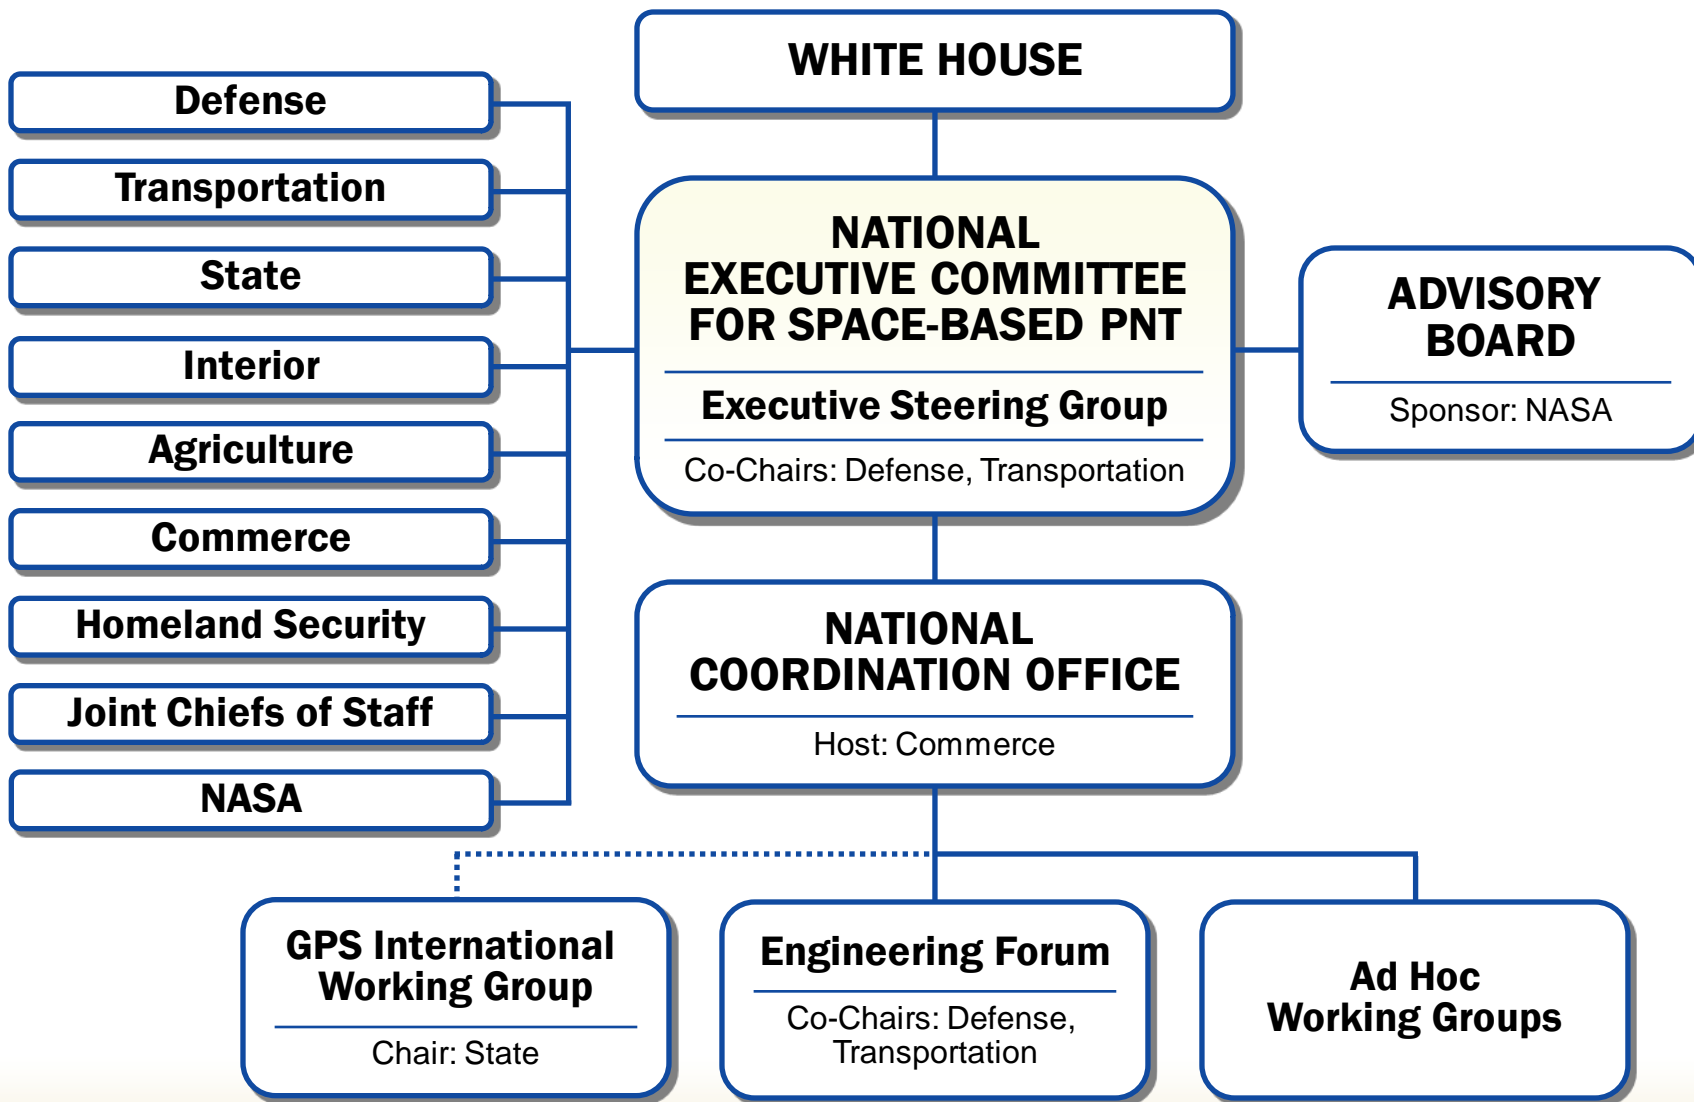 WHITE HOUSE
Defense
Transportation
State
Interior
Agriculture
Commerce
Homeland Security
Joint Chiefs of Staff
NASA
NATIONAL
EXECUTIVE COMMITTEE
FOR SPACE-BASED PNT
Executive Steering Group
Co-Chairs: Defense, Transportation
ADVISORY
BOARD
Sponsor: NASA
NATIONAL
COORDINATION OFFICE
Host: Commerce
GPS International
Working Group
Chair: State
Engineering Forum
Co-Chairs: Defense,
Transportation
Ad Hoc
Working Groups